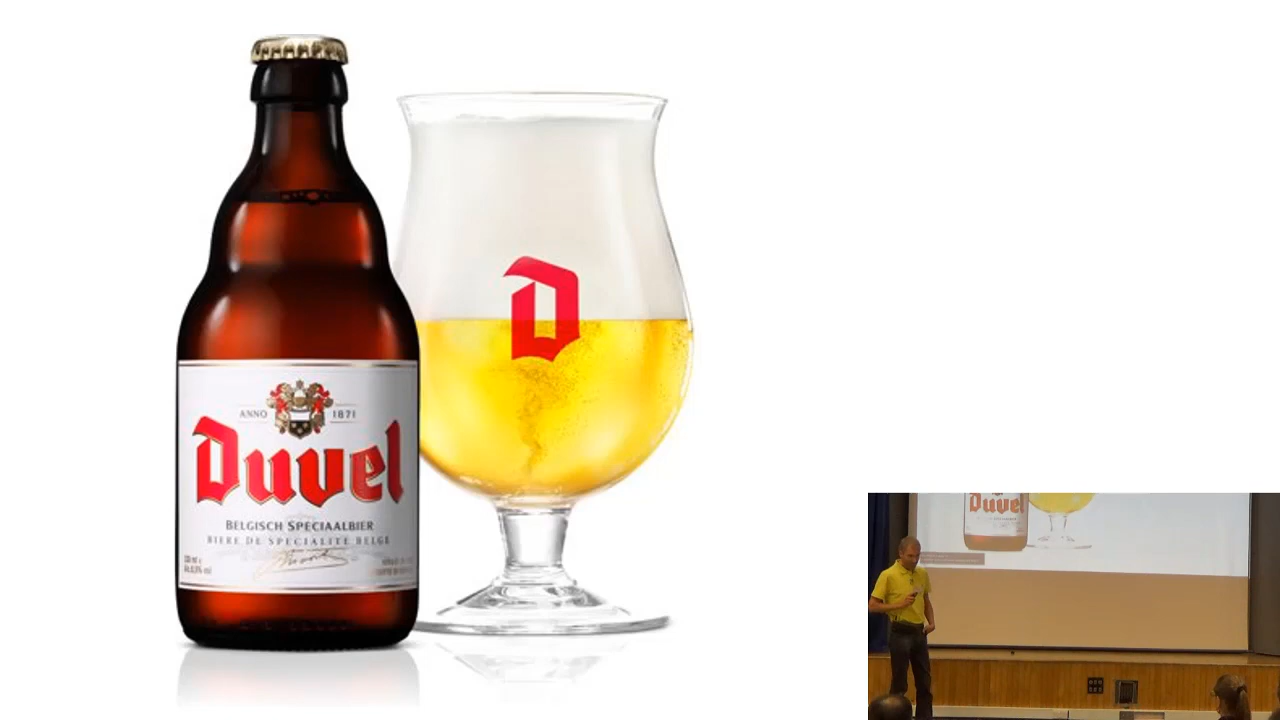 ANNO 1871
Duvel
BELGISCH SPECIAALBIER
BIERE DE SPECIALITE BELGE
D
Duvel